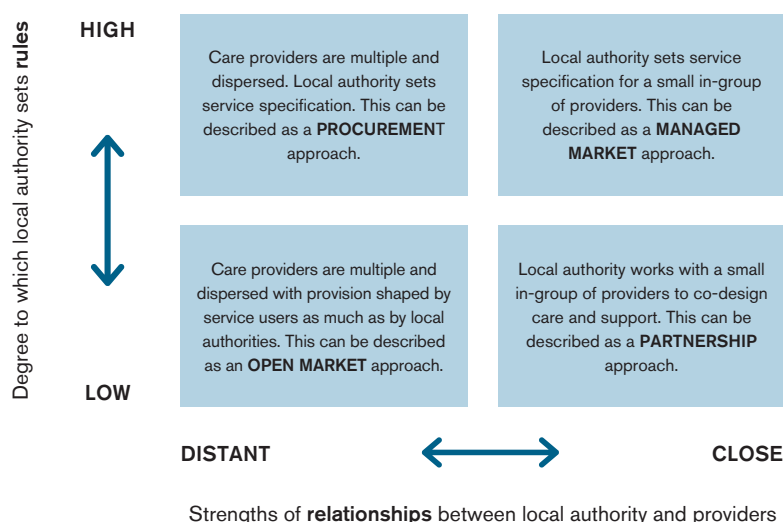 Degree to which local authority sets rules
HIGH
Care providers are multiple and
dispersed. Local authority sets
service specification. This can be
described as a PROCUREMENT
approach.
Local authority sets service
specification for a small in-group
of providers. This can be
described as a MANAGED
MARKET approach.
Care providers are multiple and
dispersed with provision shaped by
service users as much as by local
authorities. This can be described
as an OPEN MARKET approach.
Local authority works with a small
in-group of providers to co-design
care and support. This can be
described as a PARTNERSHIP
approach.
LOW
DISTANT
CLOSE
Strengths of relationships between local authority and providers